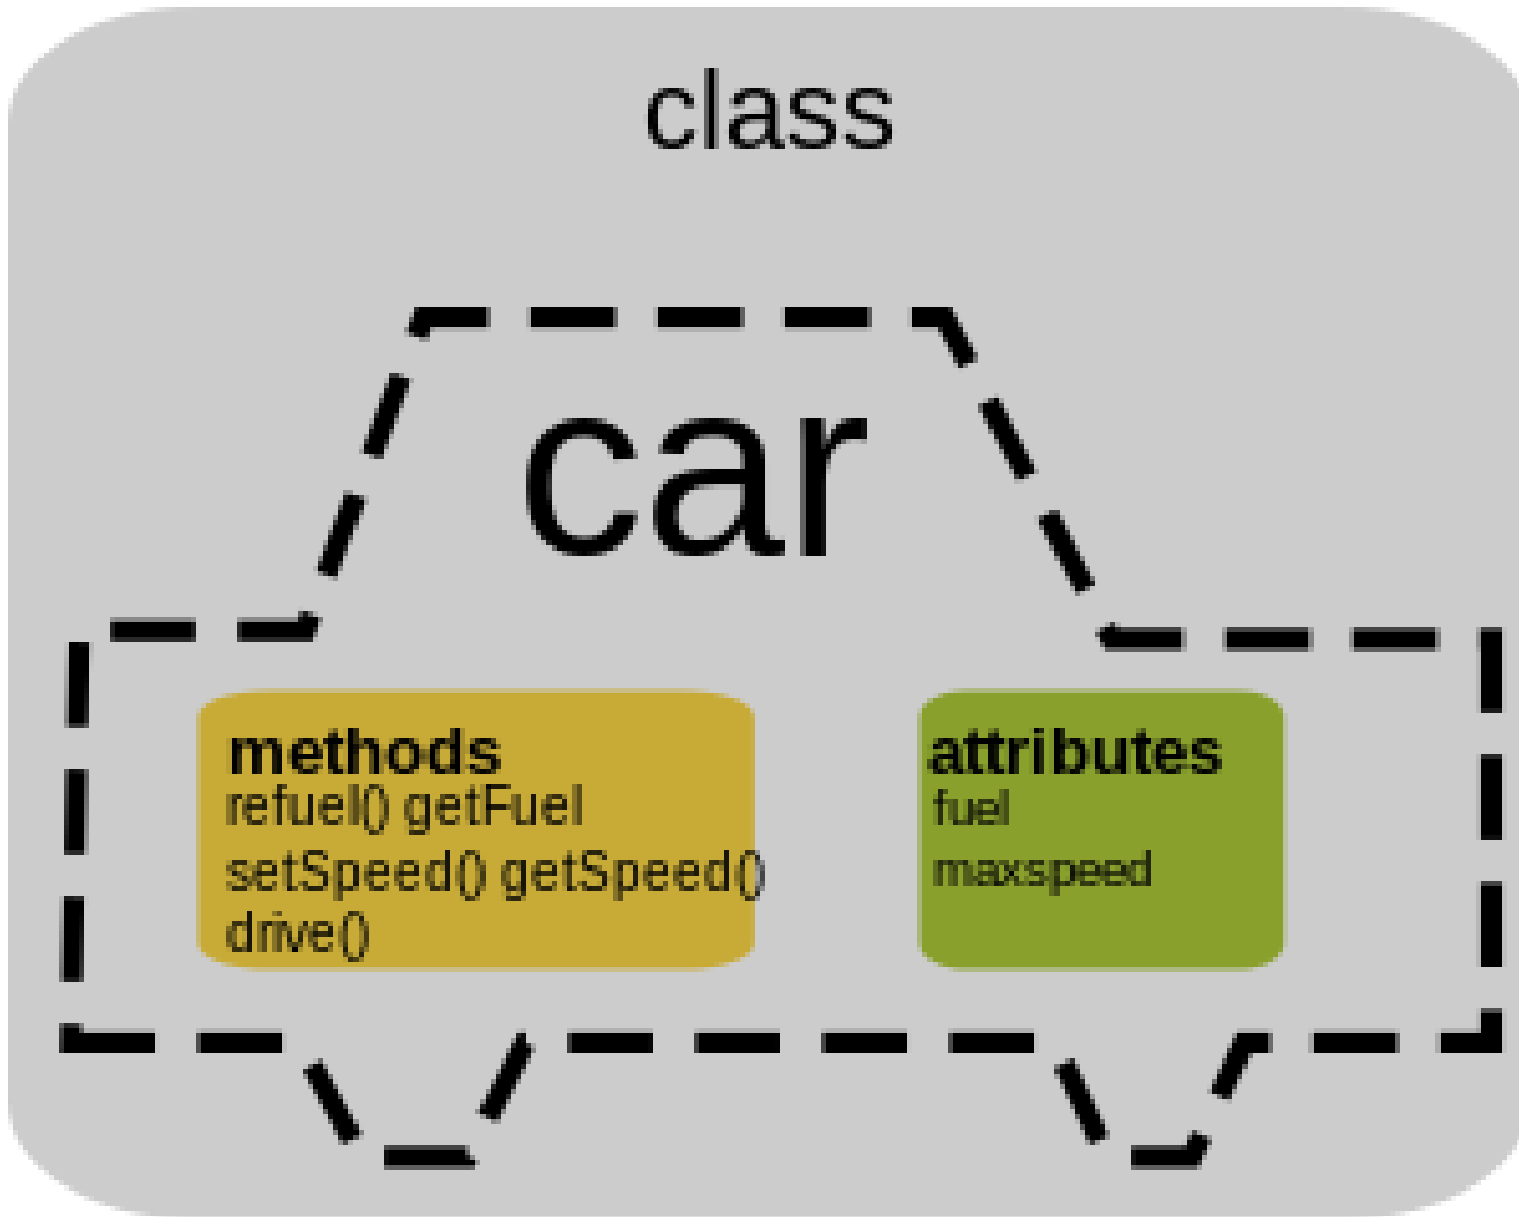 class
car
methods
refuel() getFuel
setSpeed() getSpeed()
drive()
attributes
fuel
maxspeed